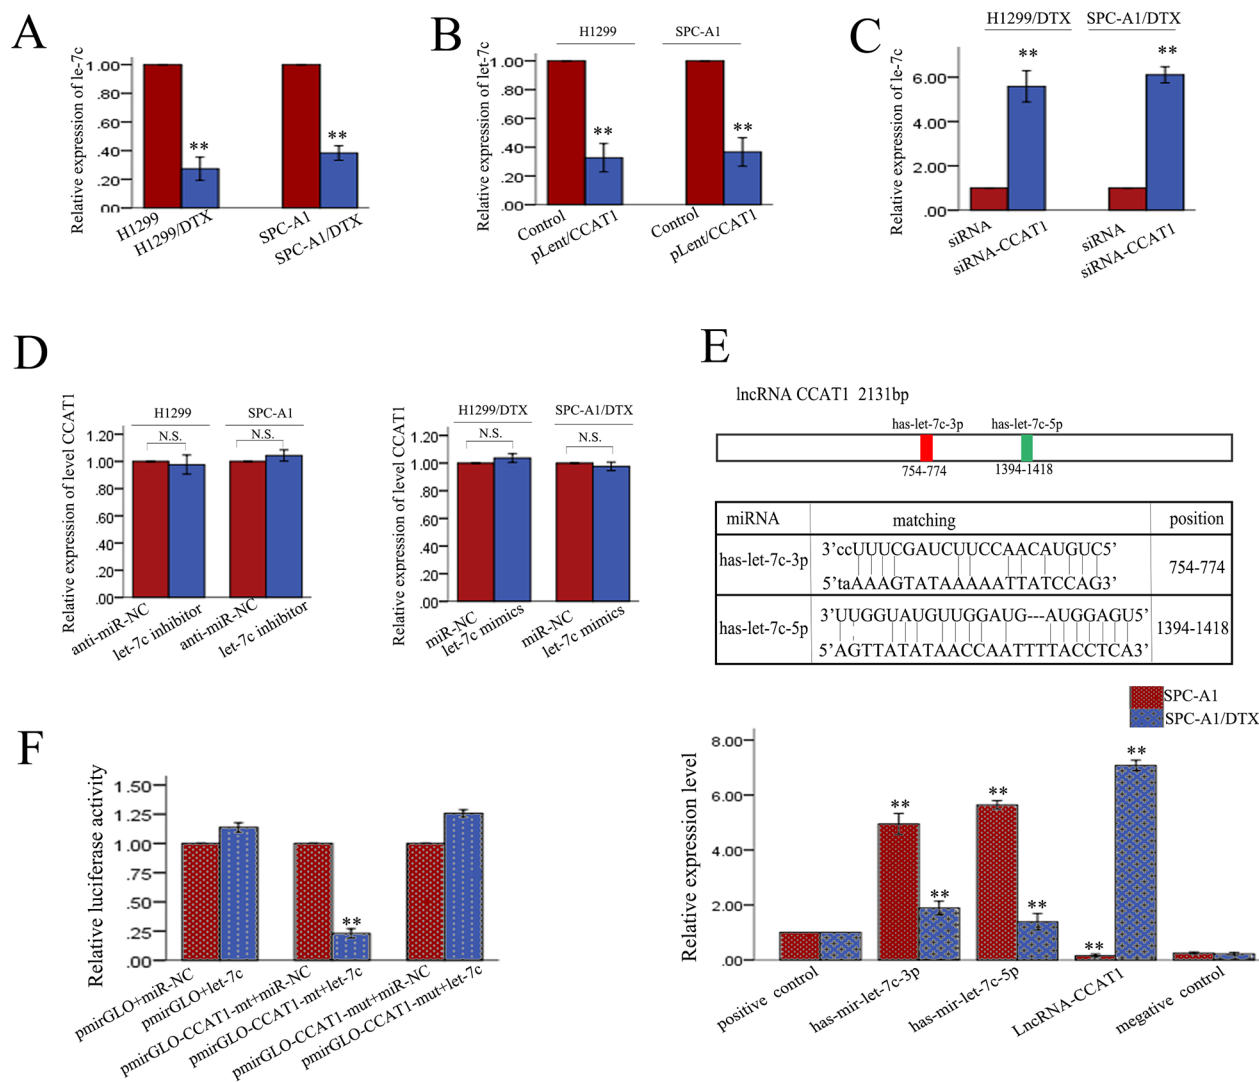 A
Relative expression of le-7c
1.00
.80
.60
.40
.20
.00
**
**
H1299
H1299/DTX
SPC-A1
SPC-A1/DTX
B
H1299
SPC-A1
Relative expression of let-7c
1.00
.80
.60
.40
.20
.00
**
**
Control
pLent/CCAT1
Control
pLent/CCAT1
C
H1299/DTX
SPC-A1/DTX
Relative expression of le-7c
6.00
4.00
2.00
.00
**
**
siRNA
siRNA-CCAT1
siRNA
siRNA-CCAT1
D
Relative expression of level CCAT1
H1299
SPC-A1
N.S.
N.S.
1.20
1.00
.80
.60
.40
.20
.00
anti-miR-NC
let-7c inhibitor
anti-miR-NC
let-7c inhibitor
Relative expression of level CCAT1
H1299/DTX
SPC-A1/DTX
N.S.
N.S.
1.20
1.00
.80
.60
.40
.20
.00
miR-NC
let-7c mimics
miR-NC
let-7c mimics
E
lncRNA CCAT1 2131bp
has-let-7c-3p
has-let-7c-5p
754-774
1394-1418
miRNA
matching
position
has-let-7c-3p
3'ccUUUCGAUCUUCCAACAUGUC5'
5'taAAAGTATAAAAATTATCCAG3'
754-774
has-let-7c-5p
3'UUGGUAUGUUGGAUG---AUGGAGU5'
5'AGTTATATAACCAATTTTACCTCA3'
1394-1418
F
Relative luciferase activity
1.50
1.25
1.00
.75
.50
.25
.00
**
pmirGLO+miR-NC
pmirGLO+let-7c
pmirGLO-CCAT1-mt+miR-NC
pmirGLO-CCAT1-mt+let-7c
pmirGLO-CCAT1-mut+miR-NC
pmirGLO-CCAT1-mut+let-7c
SPC-A1
SPC-A1/DTX
Relative expression level
8.00
6.00
4.00
2.00
.00
**
**
**
**
**
**
positive control
has-mir-let-7c-3p
has-mir-let-7c-5p
LncRNA-CCAT1
negative control